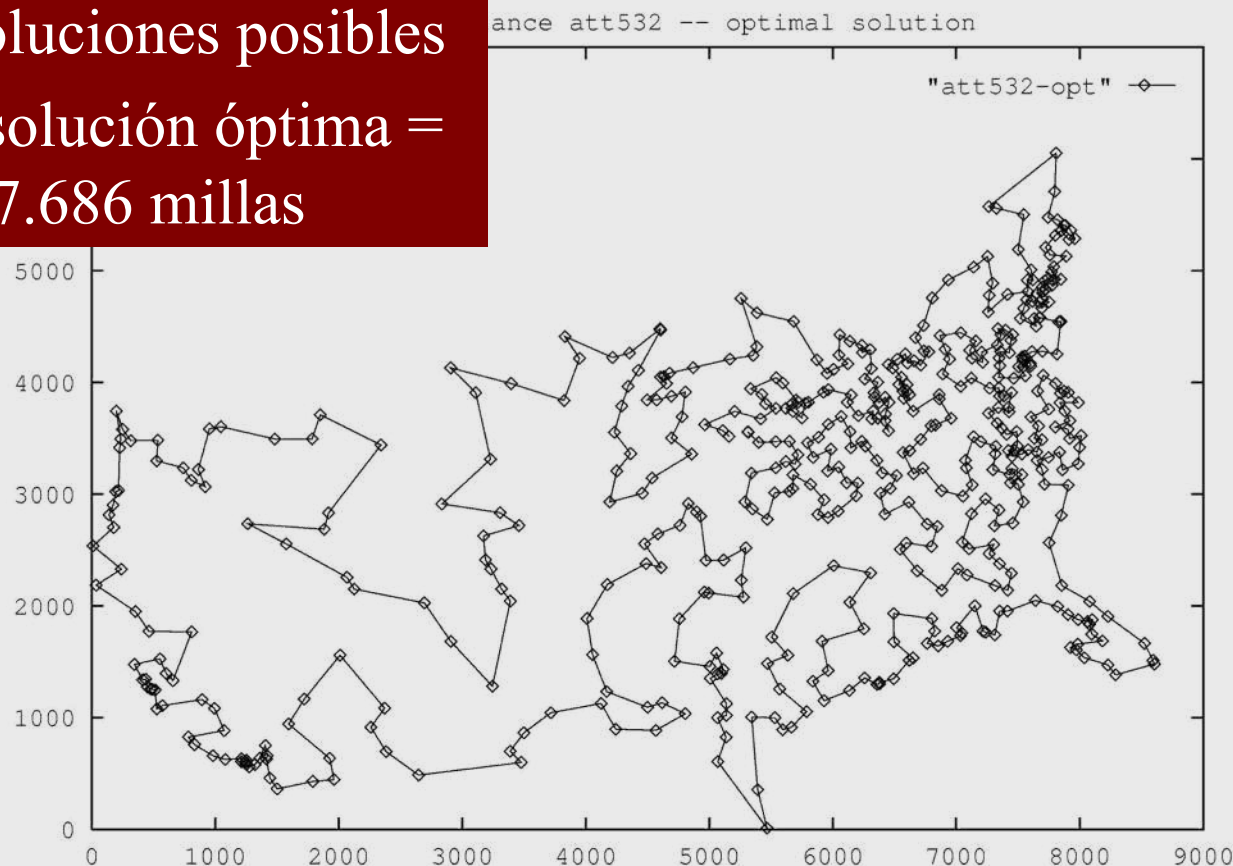 oluciones posibles
solución óptima =
7.686 millas
ance att532 -- optimal solution
"att532-opt"
5000
4000
3000
2000
1000
0
0 1000 2000 3000 4000 5000 6000 7000 8000 9000